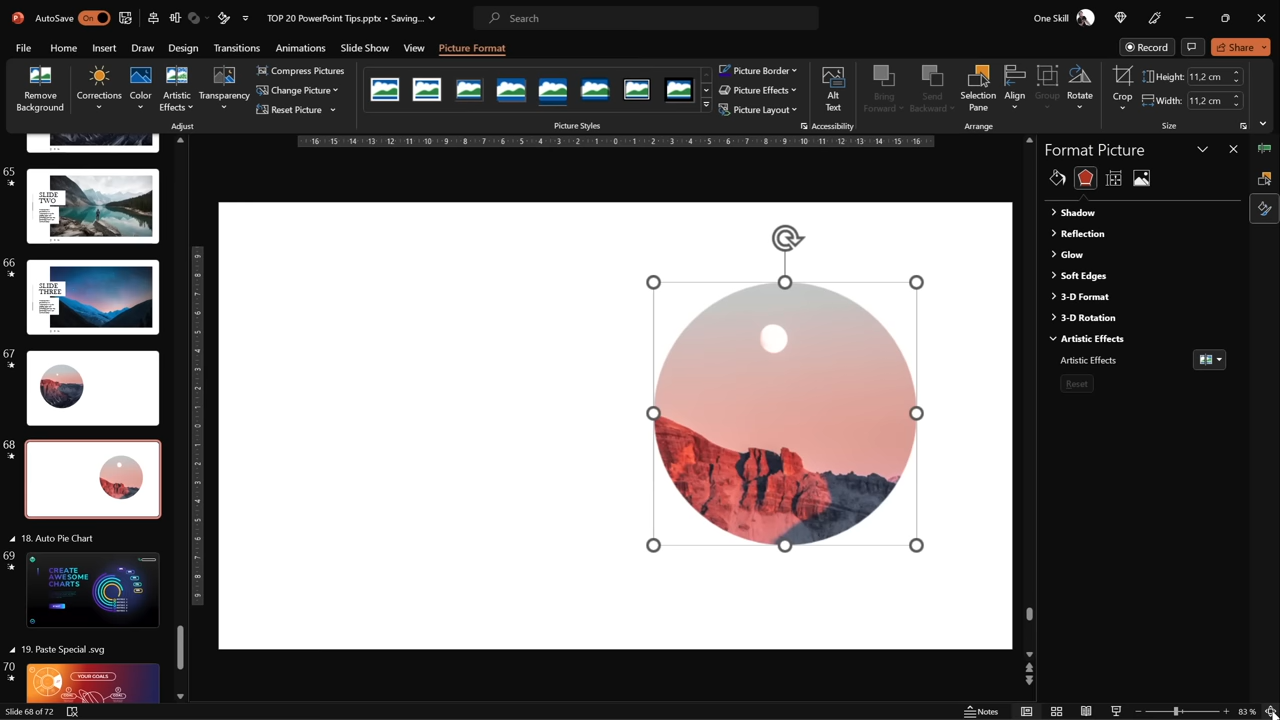 AutoSave
On
TOP 20 PowerPoint Tips.pptx • Saving...
Search
One Skill
File
Home
Insert
Draw
Design
Transitions
Animations
Slide Show
View
Picture Format
Record
Share
Remove
Background
Corrections
Color
Artistic
Effects
Transparency
Compress Pictures
Change Picture
Reset Picture
Adjust
Picture Styles
Picture Border
Picture Effects
Picture Layout
Alt
Text
Accessibility
Bring
Forward
Send
Backward
Selection
Pane
Align
Group
Rotate
Arrange
Crop
Height:
11,2 cm
Width:
11,2 cm
Size
65
SLIDE
TWO
66
SLIDE
THREE
67
68
18. Auto Pie Chart
69
CREATE
AWESOME
CHARTS
19. Paste Special .svg
70
YOUR GOALS
Format Picture
Shadow
Reflection
Glow
Soft Edges
3-D Format
3-D Rotation
Artistic Effects
Artistic Effects
Reset
Slide 68 of 72
Notes
83 %